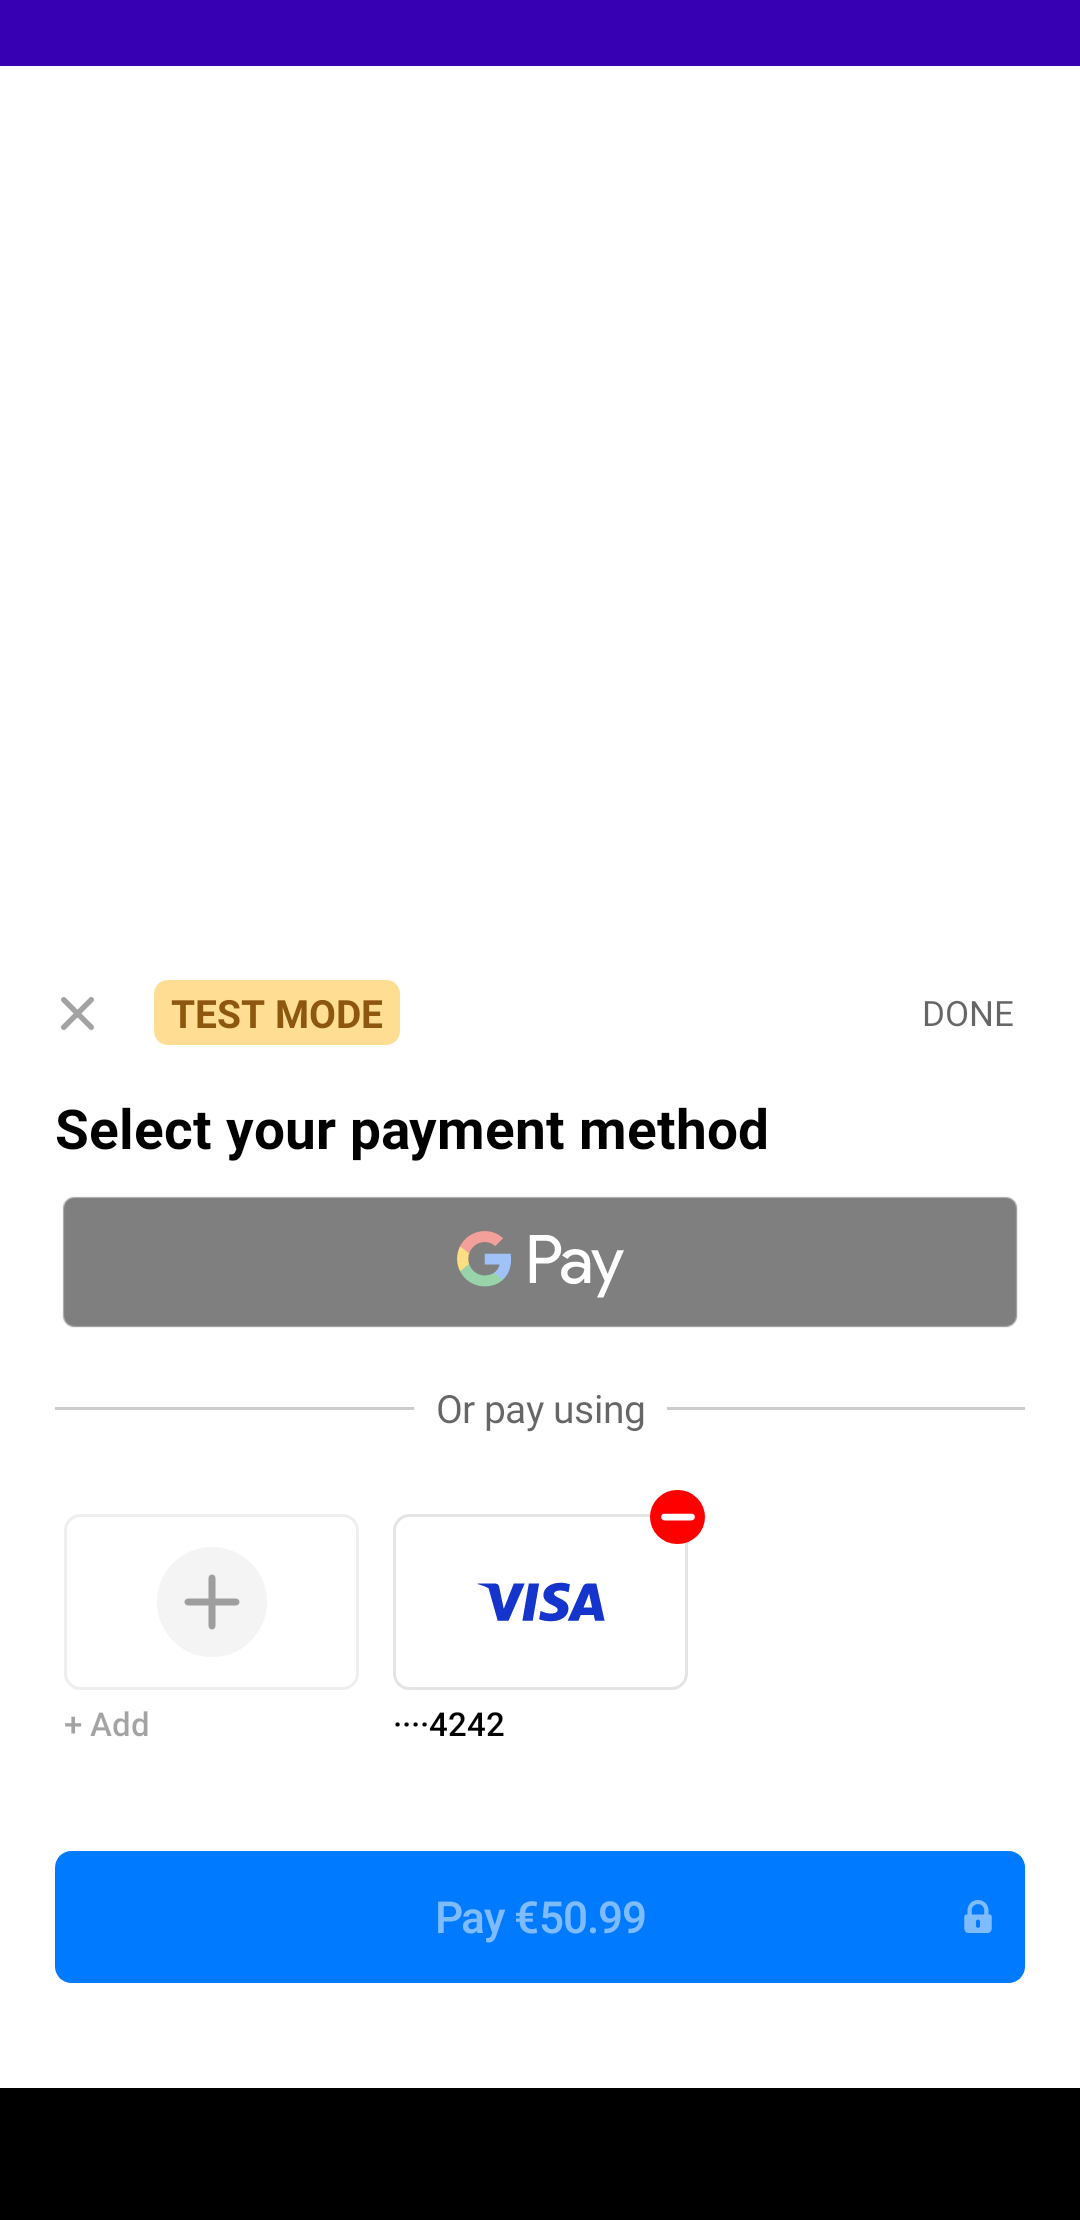 TEST MODE
DONE
Select your payment method
G Pay
Or pay using
VISA
+ Add
····4242
Pay €50.99